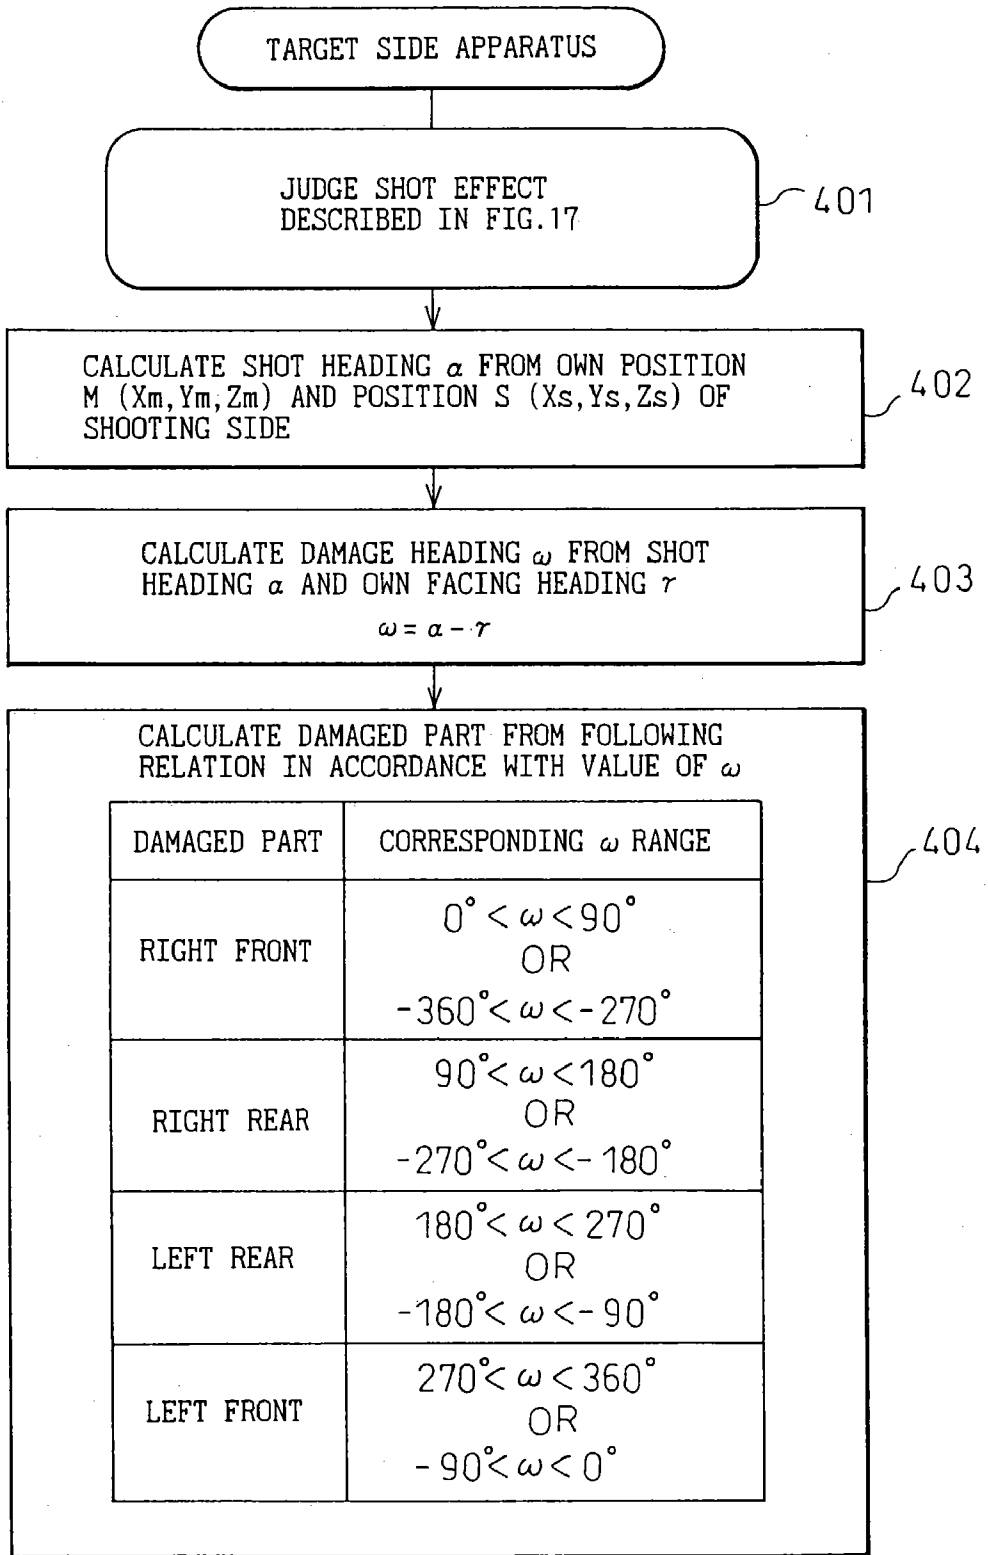 TARGET SIDE APPARATUS
JUDGE SHOT EFFECT
DESCRIBED IN FIG.17
401
CALCULATE SHOT HEADING α FROM OWN POSITION
M (Xm,Ym,Zm) AND POSITION S (Xs,Ys,Zs) OF
SHOOTING SIDE
402
CALCULATE DAMAGE HEADING ω FROM SHOT
HEADING α AND OWN FACING HEADING γ
ω = α - γ
403
CALCULATE DAMAGED PART FROM FOLLOWING
RELATION IN ACCORDANCE WITH VALUE OF ω
404
DAMAGED PART
CORRESPONDING ω RANGE
RIGHT FRONT
0° < ω < 90°
OR
-360° < ω < -270°
RIGHT REAR
90° < ω < 180°
OR
-270° < ω < -180°
LEFT REAR
180° < ω < 270°
OR
-180° < ω < -90°
LEFT FRONT
270° < ω < 360°
OR
-90° < ω < 0°